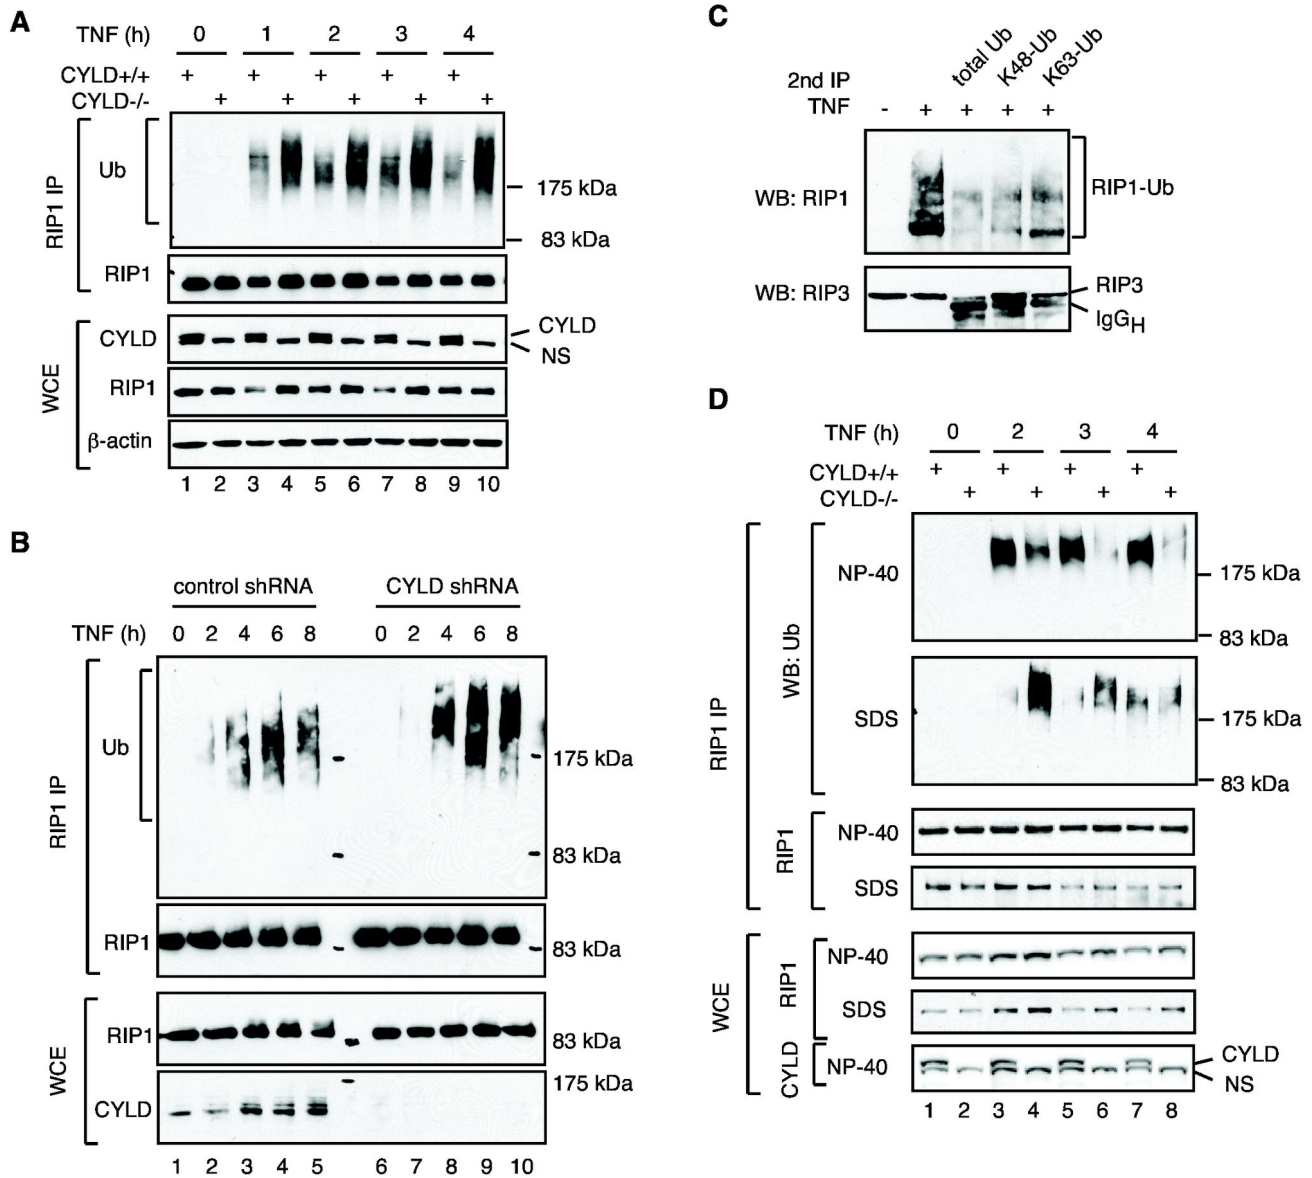 A
TNF (h) 0 1 2 3 4
CYLD+/+ + + + + +
CYLD-/- + + + + +
RIP1 IP
Ub
175 kDa
83 kDa
RIP1
WCE
CYLD
CYLD
NS
RIP1
β-actin
1 2 3 4 5 6 7 8 9 10
B
control shRNA CYLD shRNA
TNF (h) 0 2 4 6 8 0 2 4 6 8
RIP1 IP
Ub
175 kDa
83 kDa
RIP1
83 kDa
WCE
RIP1
83 kDa
175 kDa
CYLD
1 2 3 4 5 6 7 8 9 10
C
2nd IP total Ub K48-Ub K63-Ub
TNF - + + + +
WB: RIP1
RIP1-Ub
WB: RIP3
RIP3
IgGH
D
TNF (h) 0 2 3 4
CYLD+/+ + + + +
CYLD-/- + + + +
RIP1 IP
WB: Ub
NP-40
175 kDa
83 kDa
SDS
175 kDa
83 kDa
RIP1
NP-40
SDS
WCE
RIP1
NP-40
SDS
CYLD
NP-40
CYLD
NS
1 2 3 4 5 6 7 8